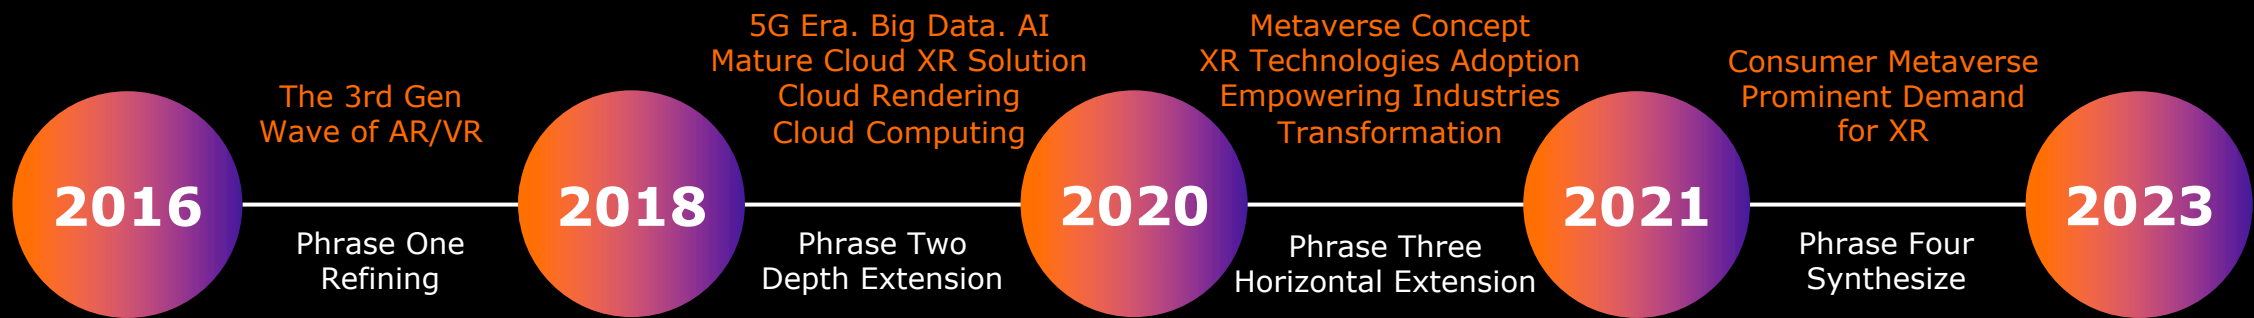 2016
The 3rd Gen
Wave of AR/VR
Phrase One
Refining
2018
5G Era. Big Data. AI
Mature Cloud XR Solution
Cloud Rendering
Cloud Computing
Phrase Two
Depth Extension
2020
Metaverse Concept
XR Technologies Adoption
Empowering Industries
Transformation
Phrase Three
Horizontal Extension
2021
Consumer Metaverse
Prominent Demand
for XR
Phrase Four
Synthesize
2023